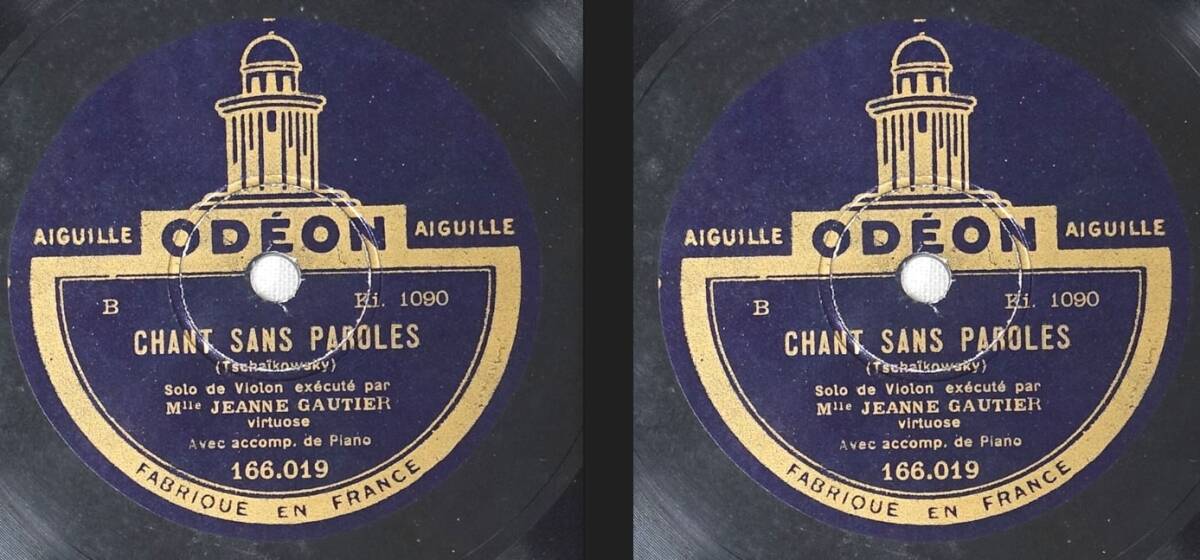 AIGUILLE ODÉON AIGUILLE
B Ki. 1090
CHANT SANS PAROLES
(Tschaïkowsky)
Solo de Violon exécuté par
Mlle JEANNE GAUTIER
virtuose
Avec accomp. de Piano
166.019
FABRIQUÉ EN FRANCE
AIGUILLE ODÉON AIGUILLE
B Ki. 1090
CHANT SANS PAROLES
(Tschaïkowsky)
Solo de Violon exécuté par
Mlle JEANNE GAUTIER
virtuose
Avec accomp. de Piano
166.019
FABRIQUÉ EN FRANCE